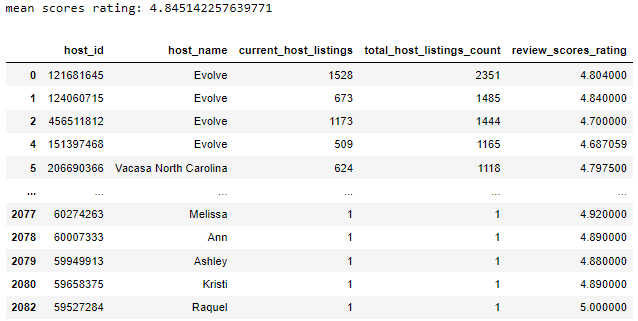 mean scores rating: 4.845142257639771
host_id host_name current_host_listings total_host_listings_count review_scores_rating
0 121681645 Evolve 1528 2351 4.804000
1 124060715 Evolve 673 1485 4.840000
2 456511812 Evolve 1173 1444 4.700000
4 151397468 Evolve 509 1165 4.687059
5 206690366 Vacasa North Carolina 624 1118 4.797500
... ... ... ... ... ...
2077 60274263 Melissa 1 1 4.920000
2078 60007333 Ann 1 1 4.890000
2079 59949913 Ashley 1 1 4.880000
2080 59658375 Kristi 1 1 4.890000
2082 59527284 Raquel 1 1 5.000000